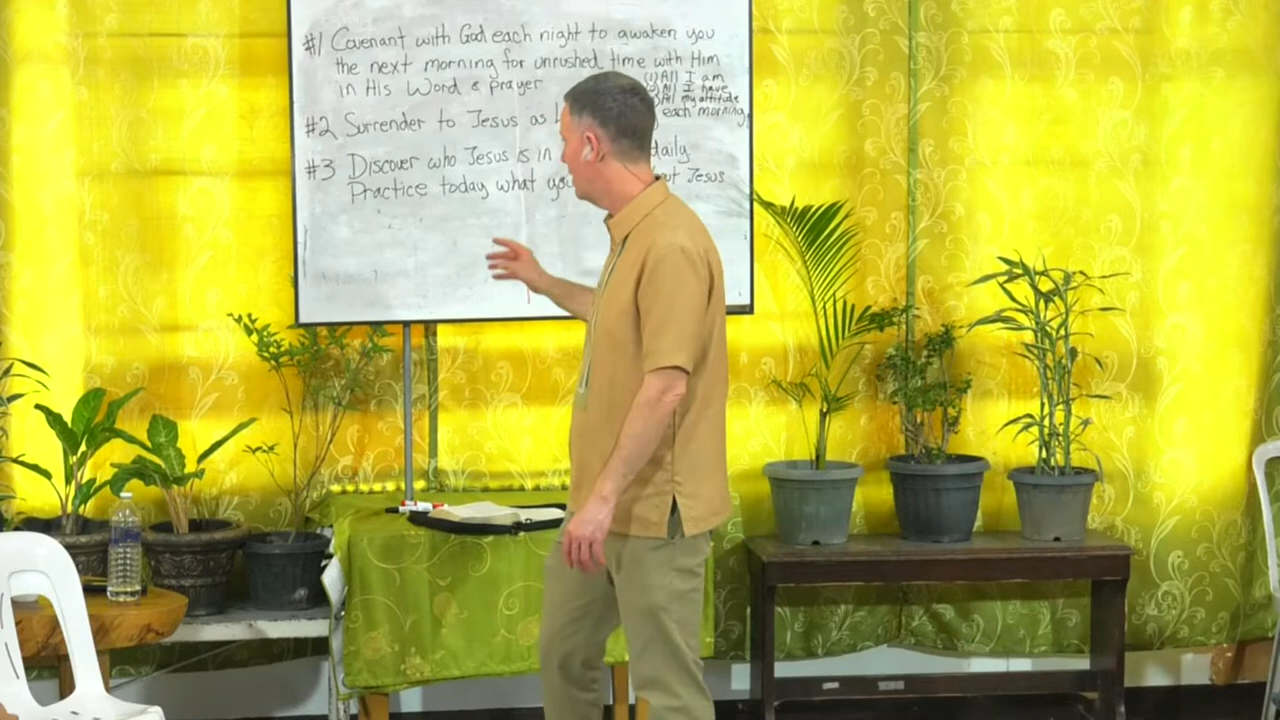 #1 Covenant with God each night to awaken you
the next morning for unrushed time with Him
in His Word & prayer
(1) All I am
(2) All I have
(3) All my attitude
#2 Surrender to Jesus as each morning,
#3 Discover who Jesus is in daily
Practice today what you Jesus